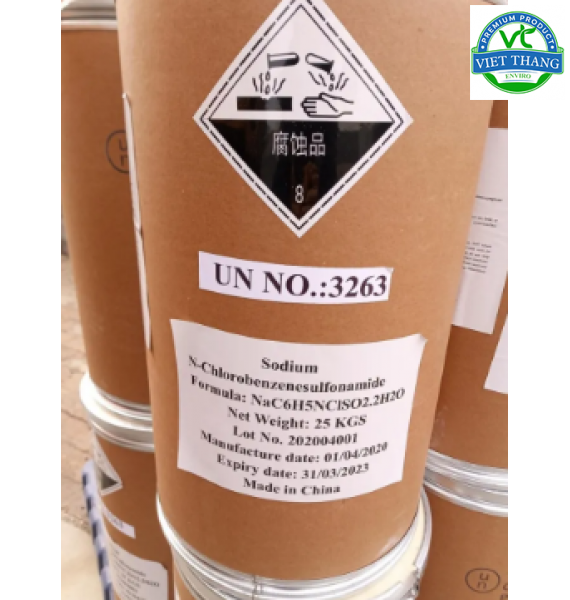 PREMIUM PRODUCT
VT
VIET THANG
ENVIRO
腐蚀品
8
UN NO.:3263
Sodium
N-Chlorobenzenesulfonamide
Formula: NaC6H5NClSO2.2H2O
Net Weight: 25 KGS
Lot No. 202004001
Manufacture date: 01/04/2020
Expiry date: 31/03/2023
Made in China
un
un